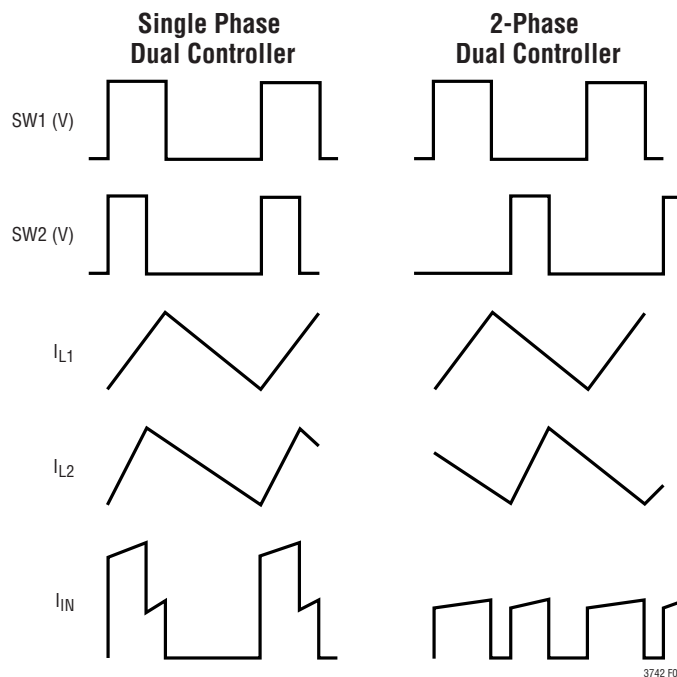 Single Phase
Dual Controller
2-Phase
Dual Controller
SW1 (V)
SW2 (V)
IL1
IL2
IIN
3742 F0